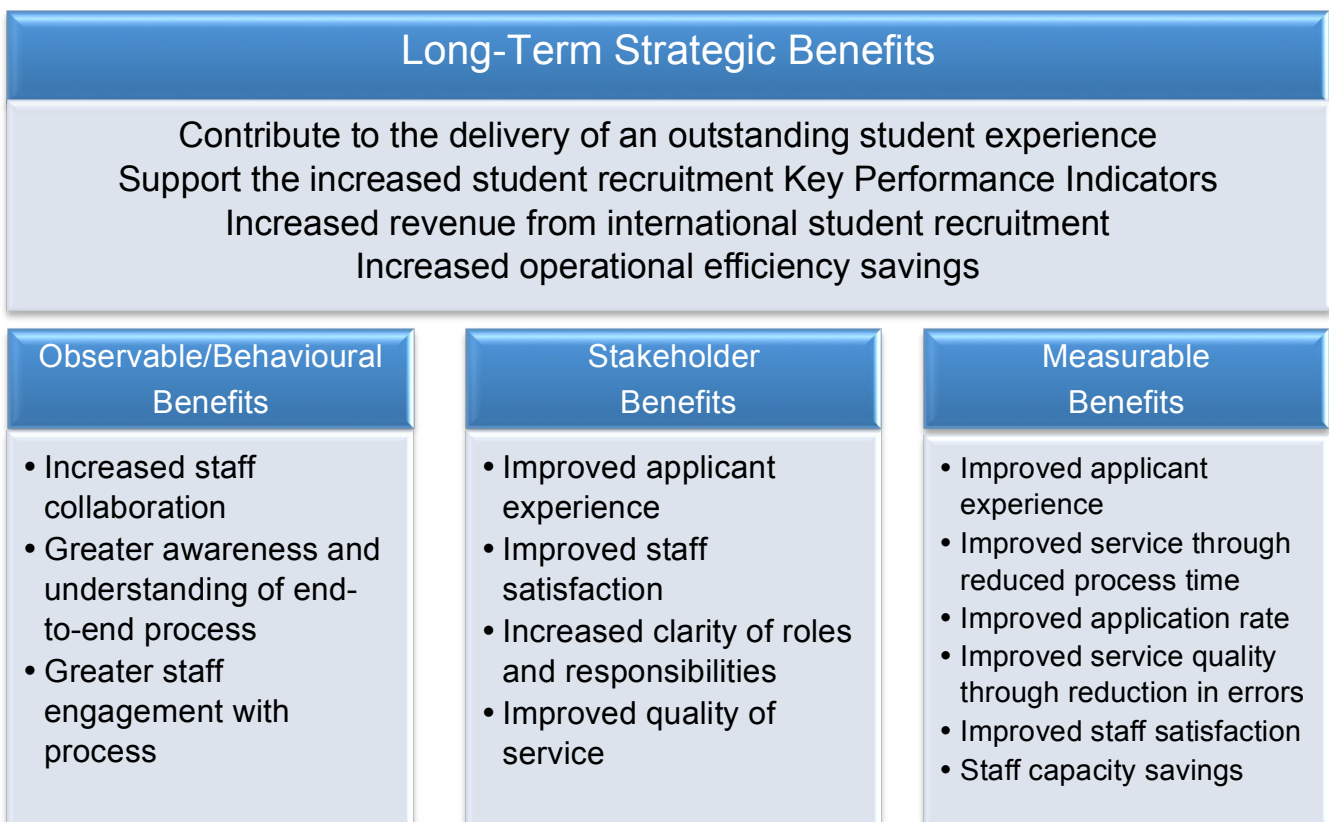 Long-Term Strategic Benefits
Contribute to the delivery of an outstanding student experience
Support the increased student recruitment Key Performance Indicators
Increased revenue from international student recruitment
Increased operational efficiency savings
Observable/Behavioural
Benefits
• Increased staff
collaboration
• Greater awareness and
understanding of end-
to-end process
• Greater staff
engagement with
process
Stakeholder
Benefits
• Improved applicant
experience
• Improved staff
satisfaction
• Increased clarity of roles
and responsibilities
• Improved quality of
service
Measurable
Benefits
• Improved applicant
experience
• Improved service through
reduced process time
• Improved application rate
• Improved service quality
through reduction in errors
• Improved staff satisfaction
• Staff capacity savings